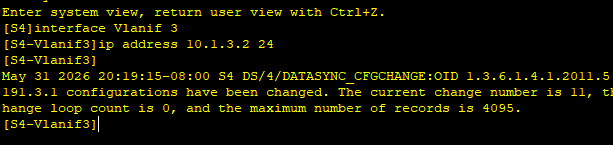 Enter system view, return user view with Ctrl+Z.
[S4]interface Vlanif 3
[S4-Vlanif3]ip address 10.1.3.2 24
[S4-Vlanif3]
May 31 2026 20:19:15-08:00 S4 DS/4/DATASYNC_CFGCHANGE:OID 1.3.6.1.4.1.2011.5
191.3.1 configurations have been changed. The current change number is 11, th
hange loop count is 0, and the maximum number of records is 4095.
[S4-Vlanif3]